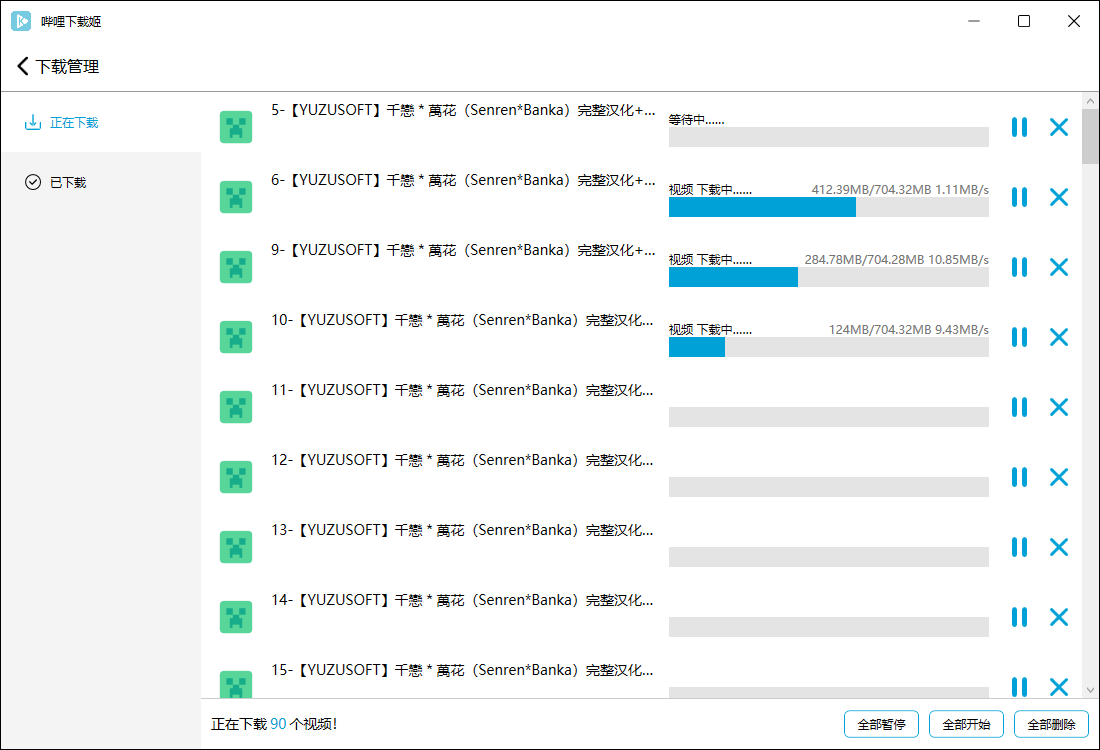 哔哩下载姬
下载管理
正在下载
已下载
5-【YUZUSOFT】千戀＊萬花（Senren*Banka）完整汉化+...
等待中......
6-【YUZUSOFT】千戀＊萬花（Senren*Banka）完整汉化+...
视频 下载中...... 412.39MB/704.32MB 1.11MB/s
9-【YUZUSOFT】千戀＊萬花（Senren*Banka）完整汉化+...
视频 下载中...... 284.78MB/704.28MB 10.85MB/s
10-【YUZUSOFT】千戀＊萬花（Senren*Banka）完整汉化...
视频 下载中...... 124MB/704.32MB 9.43MB/s
11-【YUZUSOFT】千戀＊萬花（Senren*Banka）完整汉化...
12-【YUZUSOFT】千戀＊萬花（Senren*Banka）完整汉化...
13-【YUZUSOFT】千戀＊萬花（Senren*Banka）完整汉化...
14-【YUZUSOFT】千戀＊萬花（Senren*Banka）完整汉化...
15-【YUZUSOFT】千戀＊萬花（Senren*Banka）完整汉化...
正在下载 90 个视频！
全部暂停 全部开始 全部删除